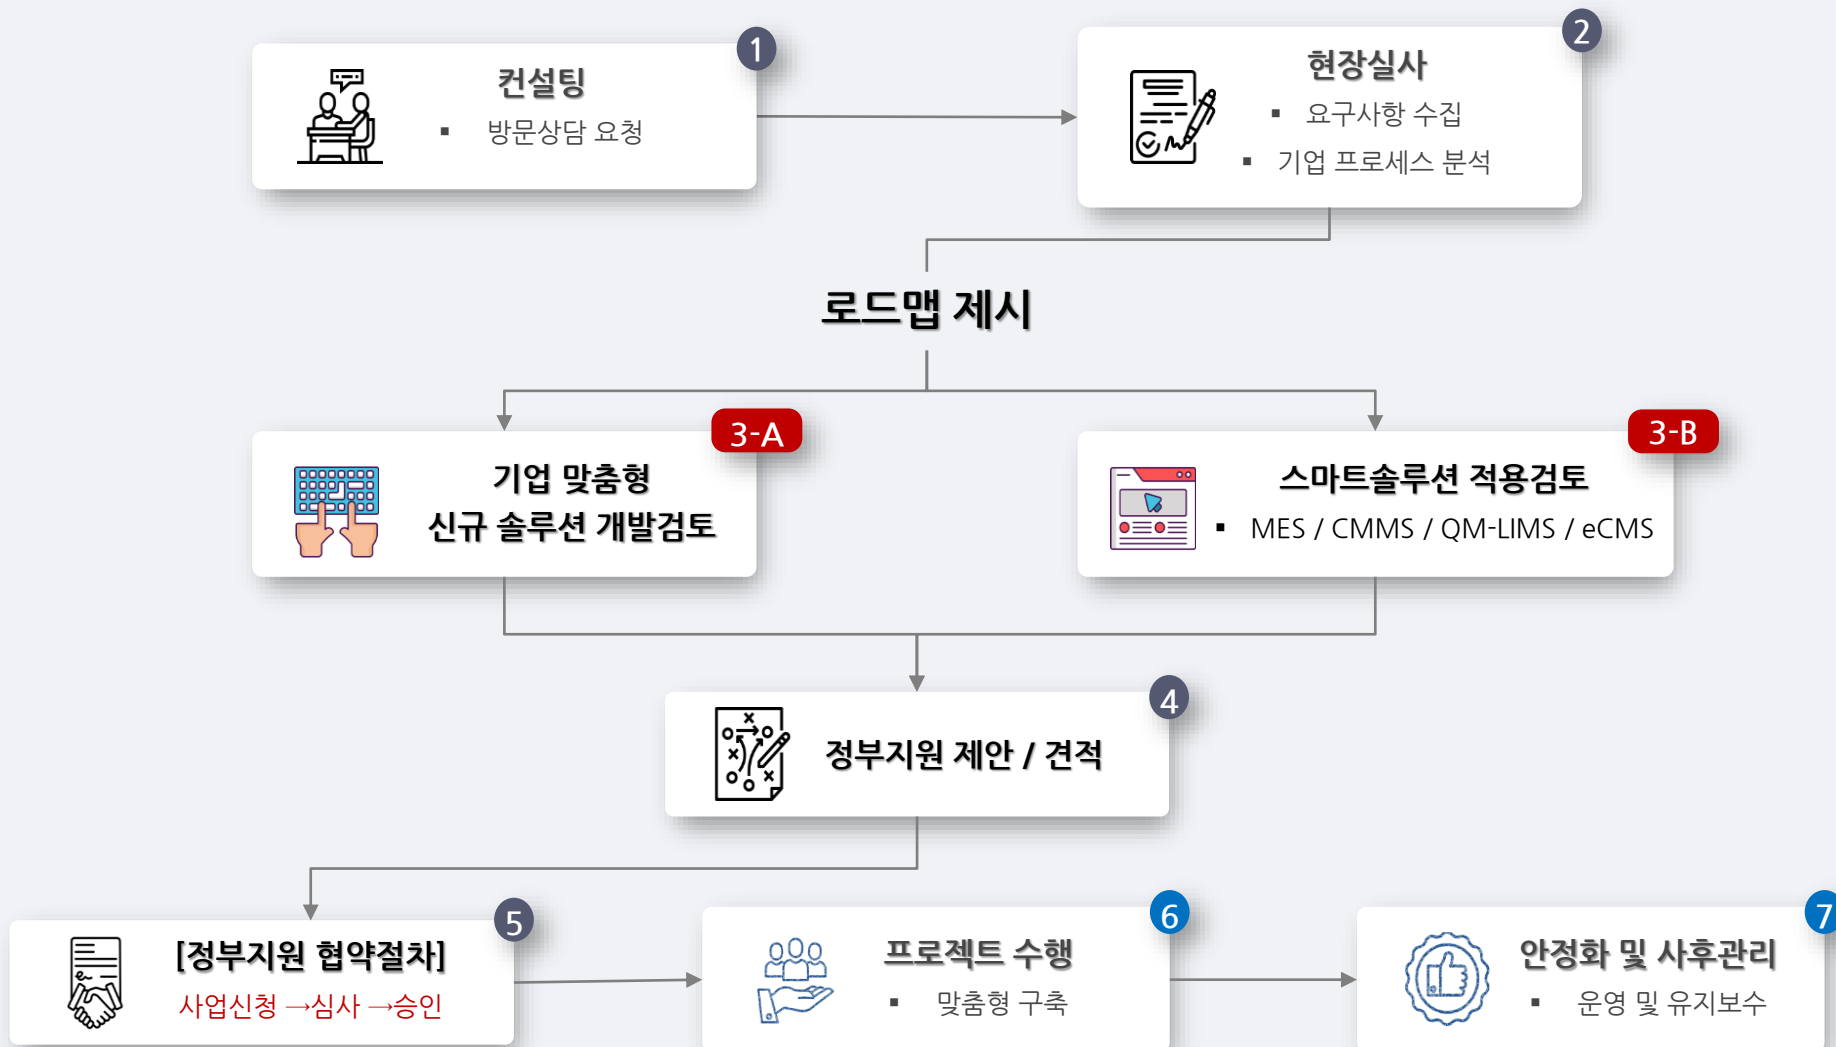 1
컨설팅
▪ 방문상담 요청
2
현장실사
▪ 요구사항 수집
▪ 기업 프로세스 분석
로드맵 제시
3-A
기업 맞춤형
신규 솔루션 개발검토
3-B
스마트솔루션 적용검토
▪ MES / CMMS / QM-LIMS / eCMS
4
정부지원 제안 / 견적
5
[정부지원 협약절차]
사업신청 →심사 →승인
6
프로젝트 수행
▪ 맞춤형 구축
7
안정화 및 사후관리
▪ 운영 및 유지보수